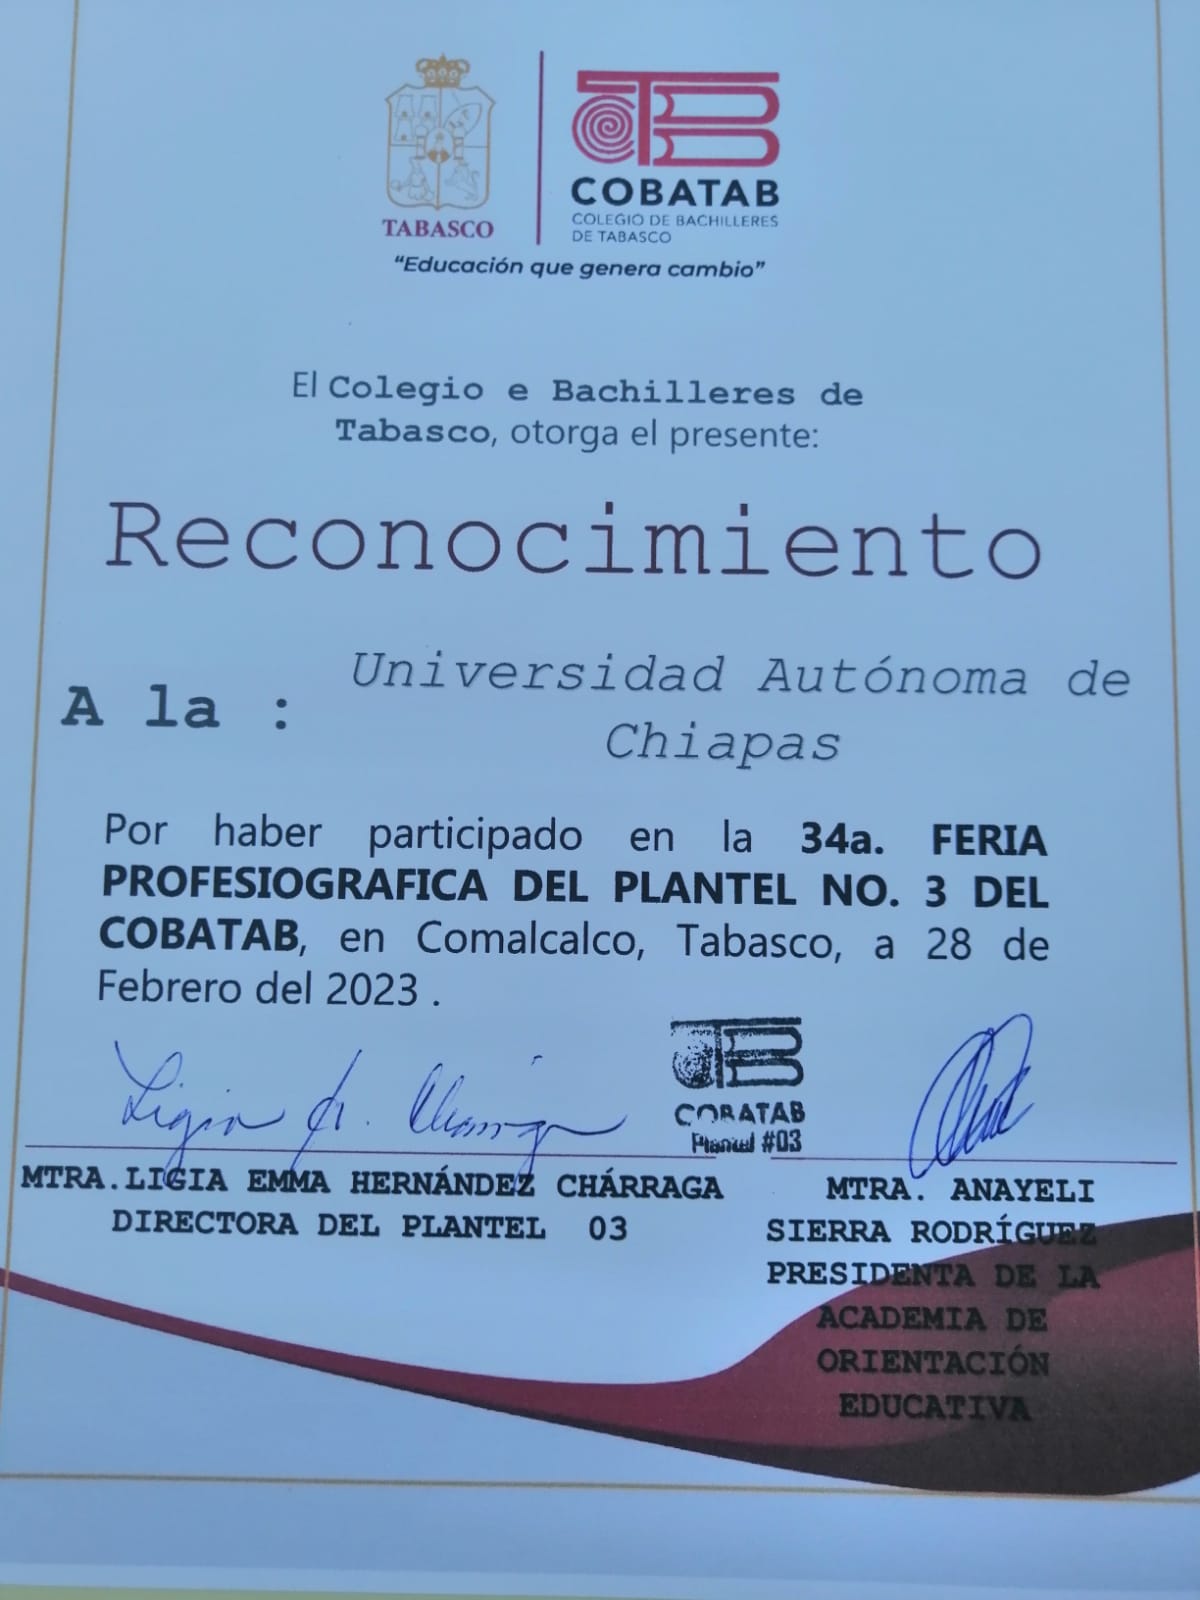 TABASCO
COBATAB
COLEGIO DE BACHILLERES
DE TABASCO
“Educación que genera cambio”
El Colegio e Bachilleres de
Tabasco, otorga el presente:
Reconocimiento
A la :
Universidad Autónoma de
Chiapas
Por haber participado en la 34a. FERIA
PROFESIOGRAFICA DEL PLANTEL NO. 3 DEL
COBATAB, en Comalcalco, Tabasco, a 28 de
Febrero del 2023 .
COBATAB
Plantel #03
MTRA.LIGIA EMMA HERNÁNDEZ CHÁRRAGA
DIRECTORA DEL PLANTEL 03
MTRA. ANAYELI
SIERRA RODRÍGUEZ
PRESIDENTA DE LA
ACADEMIA DE
ORIENTACIÓN
EDUCATIVA